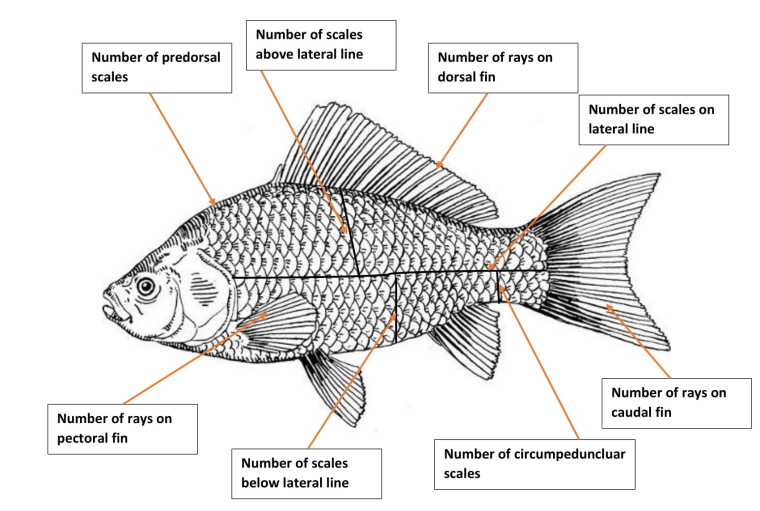 Number of scales
above lateral line
Number of predorsal
scales
Number of rays on
dorsal fin
Number of scales on
lateral line
Number of rays on
caudal fin
Number of rays on
pectoral fin
Number of scales
below lateral line
Number of circumpeduncluar
scales